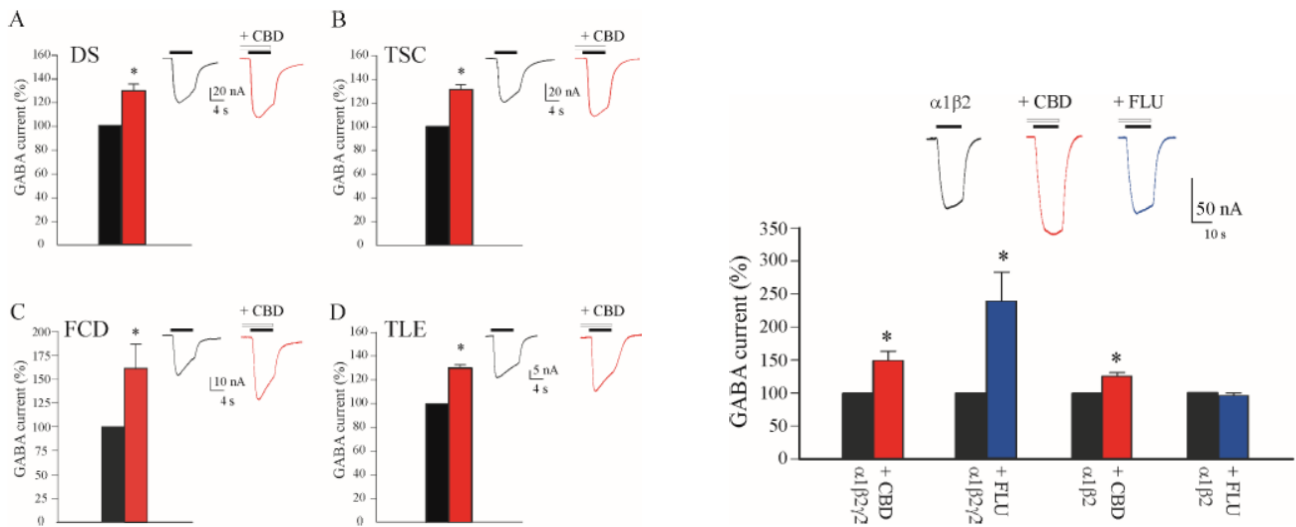 A
DS
+ CBD
GABA current (%)
160
140
120
100
80
60
40
20
0
*
20 nA
4 s
B
TSC
+ CBD
GABA current (%)
160
140
120
100
80
60
40
20
0
*
20 nA
4 s
C
FCD
+ CBD
GABA current (%)
200
175
150
125
100
75
50
25
0
*
10 nA
4 s
D
TLE
+ CBD
GABA current (%)
160
140
120
100
80
60
40
20
0
*
5 nA
4 s
α1β2
+ CBD
+ FLU
50 nA
10 s
GABA current (%)
350
300
250
200
150
100
50
0
*
*
*
α1β2γ2
+ CBD
α1β2γ2
+ FLU
α1β2
+ CBD
α1β2
+ FLU